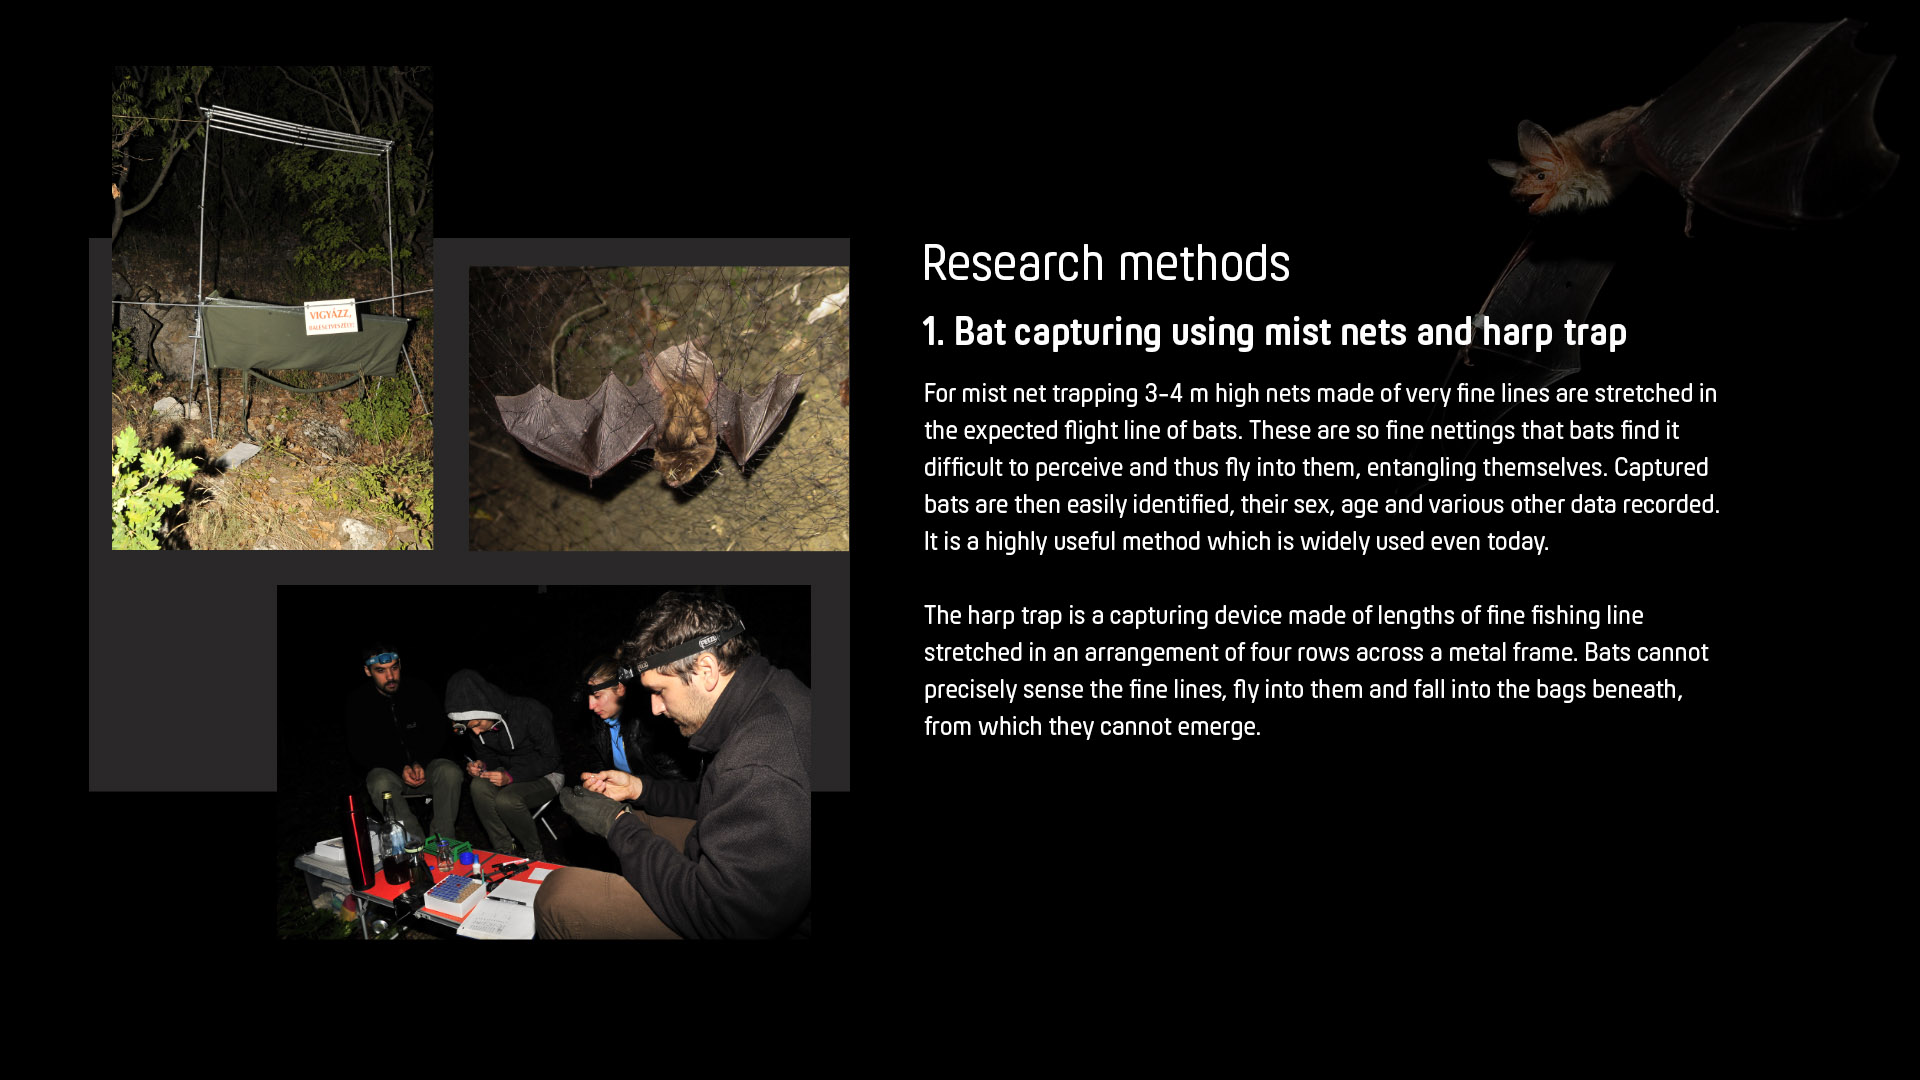 VIGYÁZZ,
BALESETVESZÉLY!
PETZL
Research methods
1. Bat capturing using mist nets and harp trap
For mist net trapping 3-4 m high nets made of very fine lines are stretched in
the expected flight line of bats. These are so fine nettings that bats find it
difficult to perceive and thus fly into them, entangling themselves. Captured
bats are then easily identified, their sex, age and various other data recorded.
It is a highly useful method which is widely used even today.
The harp trap is a capturing device made of lengths of fine fishing line
stretched in an arrangement of four rows across a metal frame. Bats cannot
precisely sense the fine lines, fly into them and fall into the bags beneath,
from which they cannot emerge.